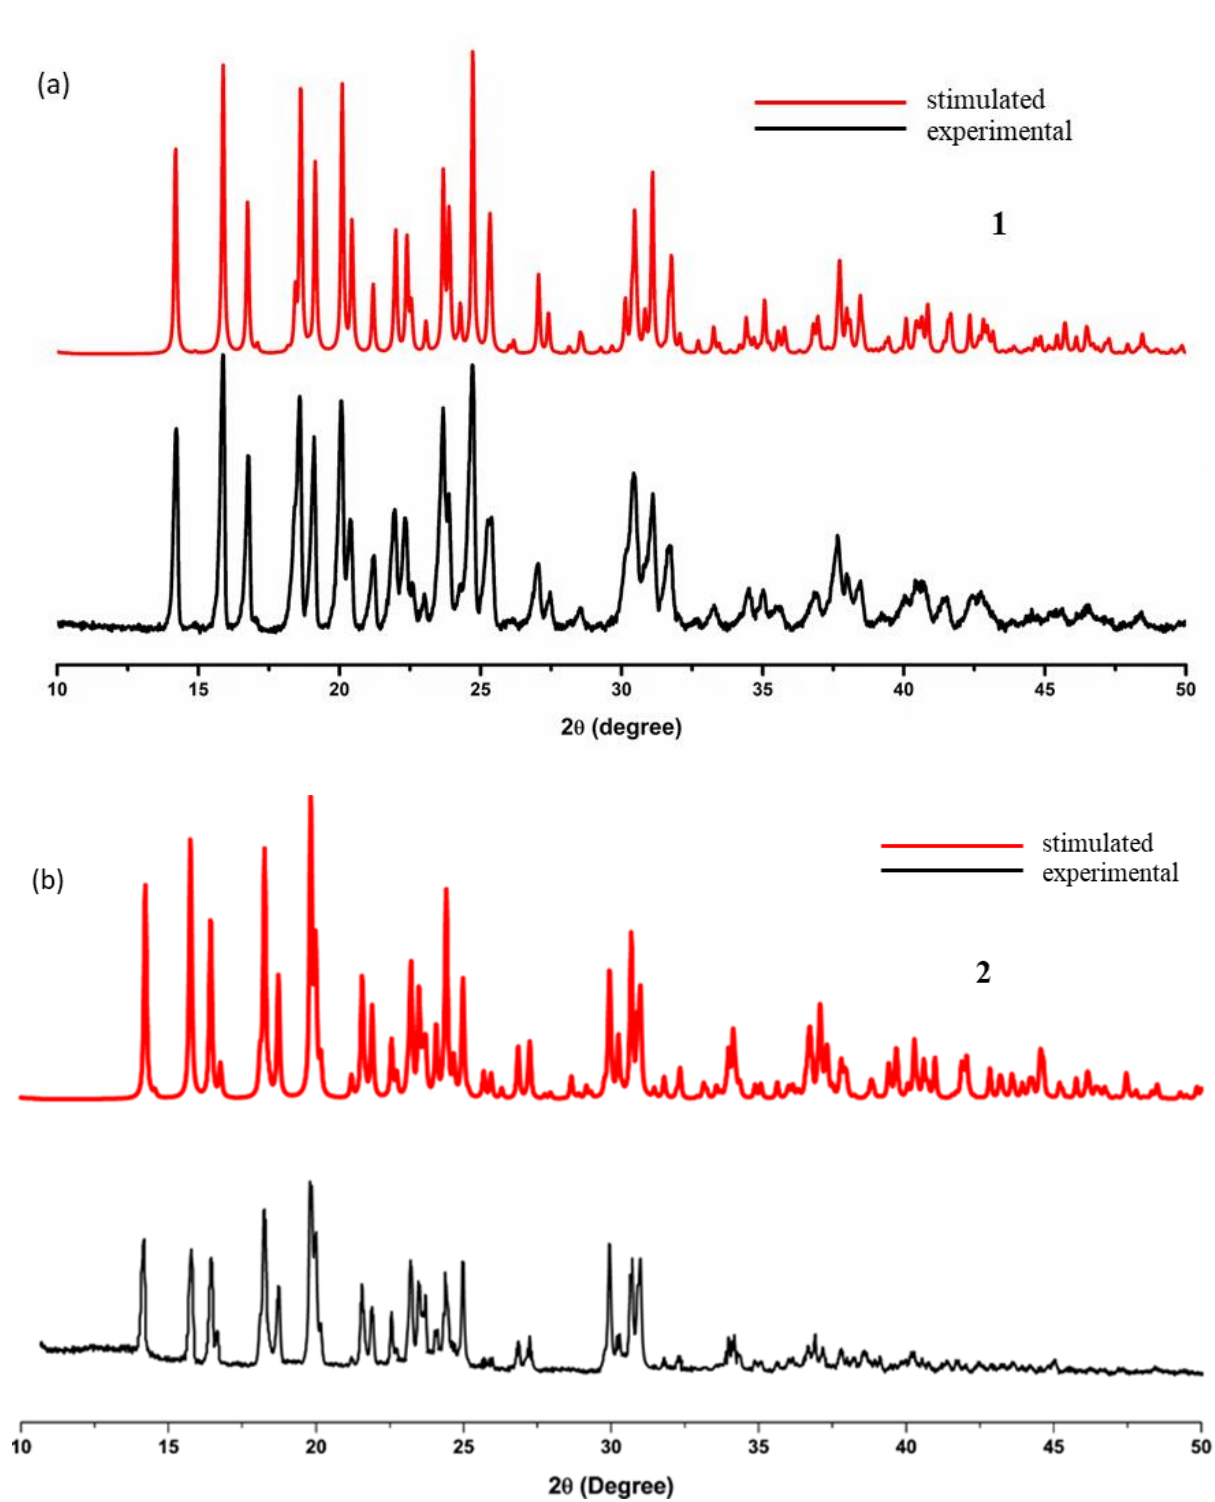 (a)
stimulated
experimental
1
10 15 20 25 30 35 40 45 50
2θ (degree)
(b)
stimulated
experimental
2
10 15 20 25 30 35 40 45 50
2θ (Degree)